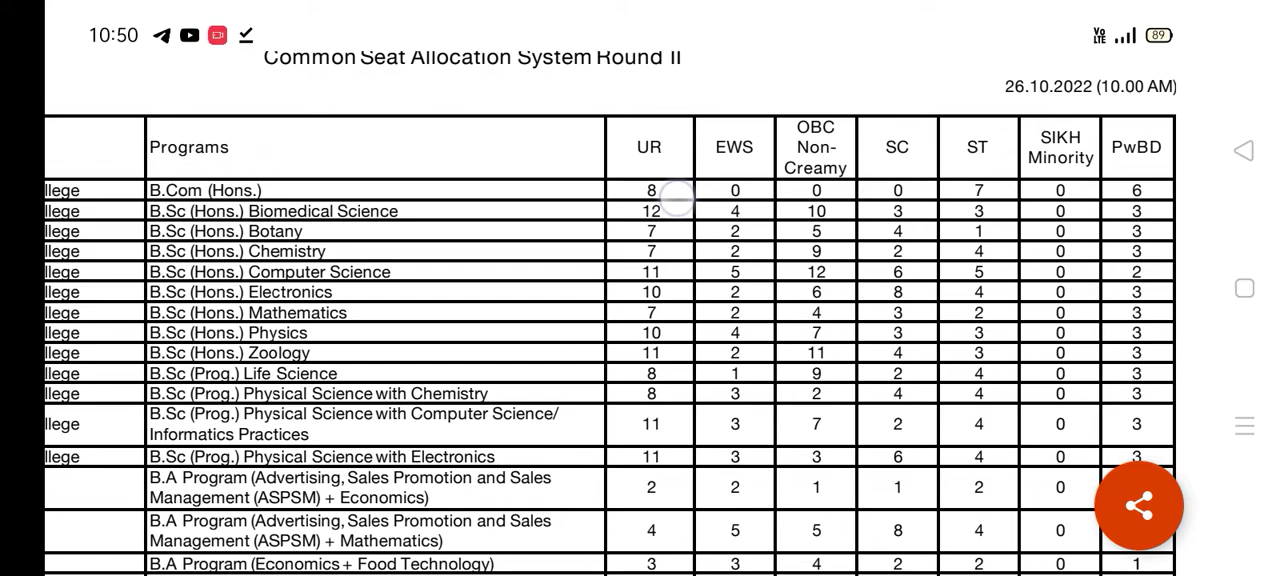 10:50 Vo LTE 89
Common Seat Allocation System Round II
26.10.2022 (10.00 AM)
Programs UR EWS OBC Non-Creamy SC ST SIKH Minority PwBD
llege B.Com (Hons.) 8 0 0 0 7 0 6
llege B.Sc (Hons.) Biomedical Science 12 4 10 3 3 0 3
llege B.Sc (Hons.) Botany 7 2 5 4 1 0 3
llege B.Sc (Hons.) Chemistry 7 2 9 2 4 0 3
llege B.Sc (Hons.) Computer Science 11 5 12 6 5 0 2
llege B.Sc (Hons.) Electronics 10 2 6 8 4 0 3
llege B.Sc (Hons.) Mathematics 7 2 4 3 2 0 3
llege B.Sc (Hons.) Physics 10 4 7 3 3 0 3
llege B.Sc (Hons.) Zoology 11 2 11 4 3 0 3
llege B.Sc (Prog.) Life Science 8 1 9 2 4 0 3
llege B.Sc (Prog.) Physical Science with Chemistry 8 3 2 4 4 0 3
llege B.Sc (Prog.) Physical Science with Computer Science/
Informatics Practices 11 3 7 2 4 0 3
llege B.Sc (Prog.) Physical Science with Electronics 11 3 3 6 4 0 3
B.A Program (Advertising, Sales Promotion and Sales
Management (ASPSM) + Economics) 2 2 1 1 2 0
B.A Program (Advertising, Sales Promotion and Sales
Management (ASPSM) + Mathematics) 4 5 5 8 4 0
B.A Program (Economics + Food Technology) 3 3 4 2 2 0 1